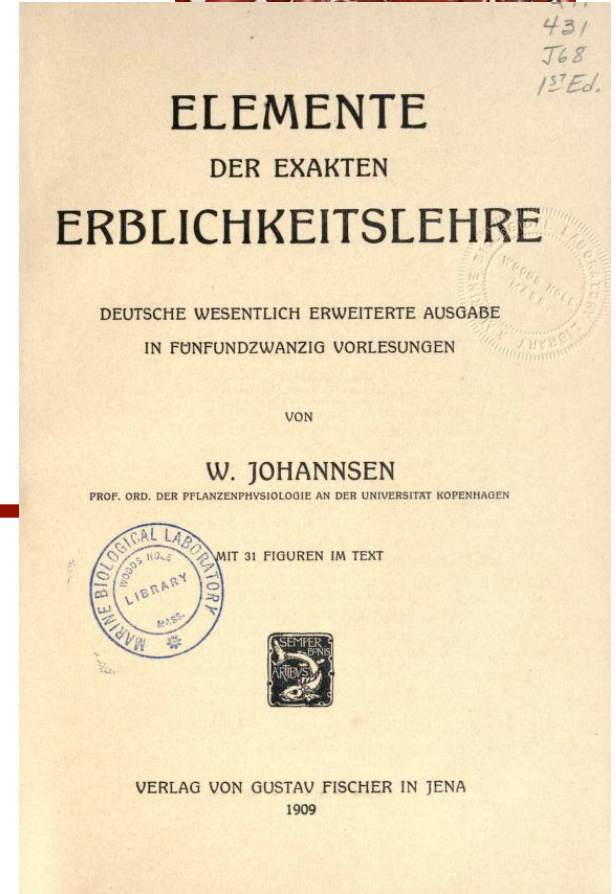 431
J68
1st Ed.
ELEMENTE
DER EXAKTEN
ERBLICHKEITSLEHRE
DEUTSCHE WESENTLICH ERWEITERTE AUSGABE
IN FÜNFUNDZWANZIG VORLESUNGEN
VON
W. JOHANNSEN
PROF. ORD. DER PFLANZENPHYSIOLOGIE AN DER UNIVERSITÄT KOPENHAGEN
MIT 31 FIGUREN IM TEXT
MARINE BIOLOGICAL LABORATORY
WOODS HOLE
LIBRARY
MASS.
SEMPER
BONIS
ARTIBVS
VERLAG VON GUSTAV FISCHER IN JENA
1909